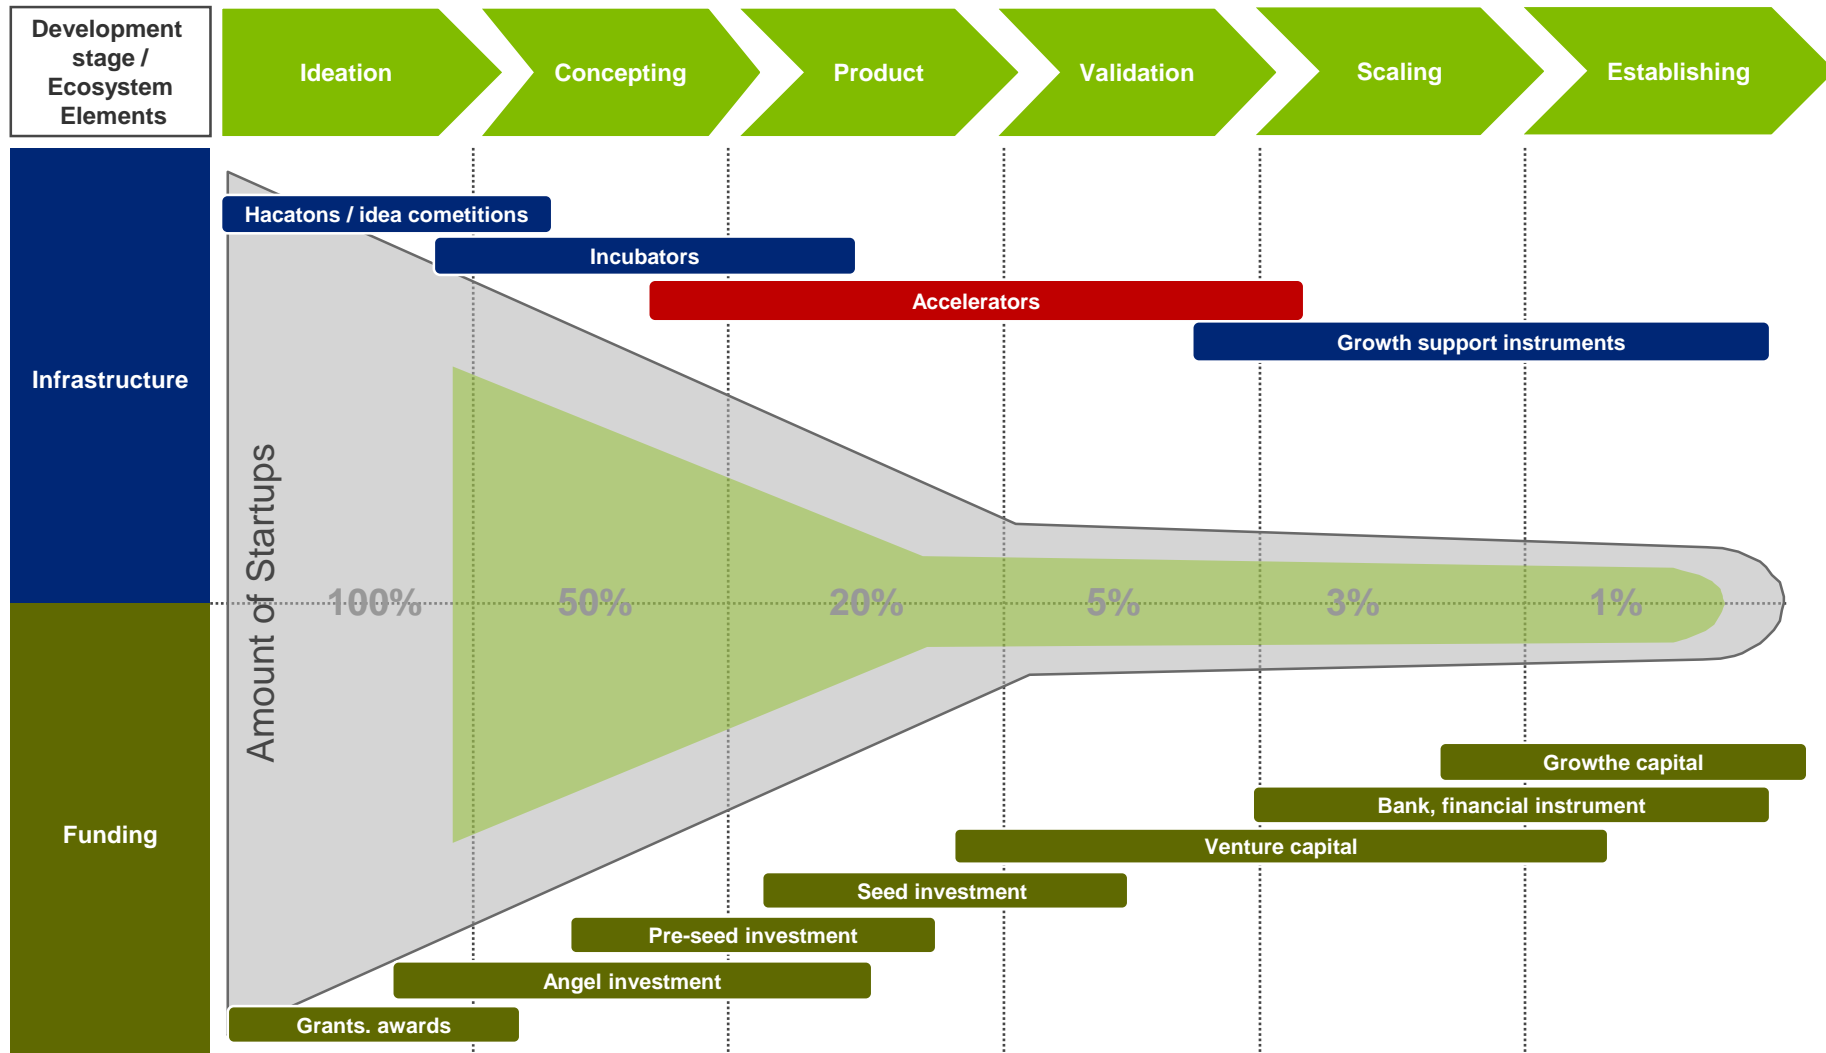 Development
stage /
Ecosystem
Elements
Ideation
Concepting
Product
Validation
Scaling
Establishing
Infrastructure
Hacatons / idea cometitions
Incubators
Accelerators
Growth support instruments
Amount of Startups
100%
50%
20%
5%
3%
1%
Funding
Growthe capital
Bank, financial instrument
Venture capital
Seed investment
Pre-seed investment
Angel investment
Grants. awards